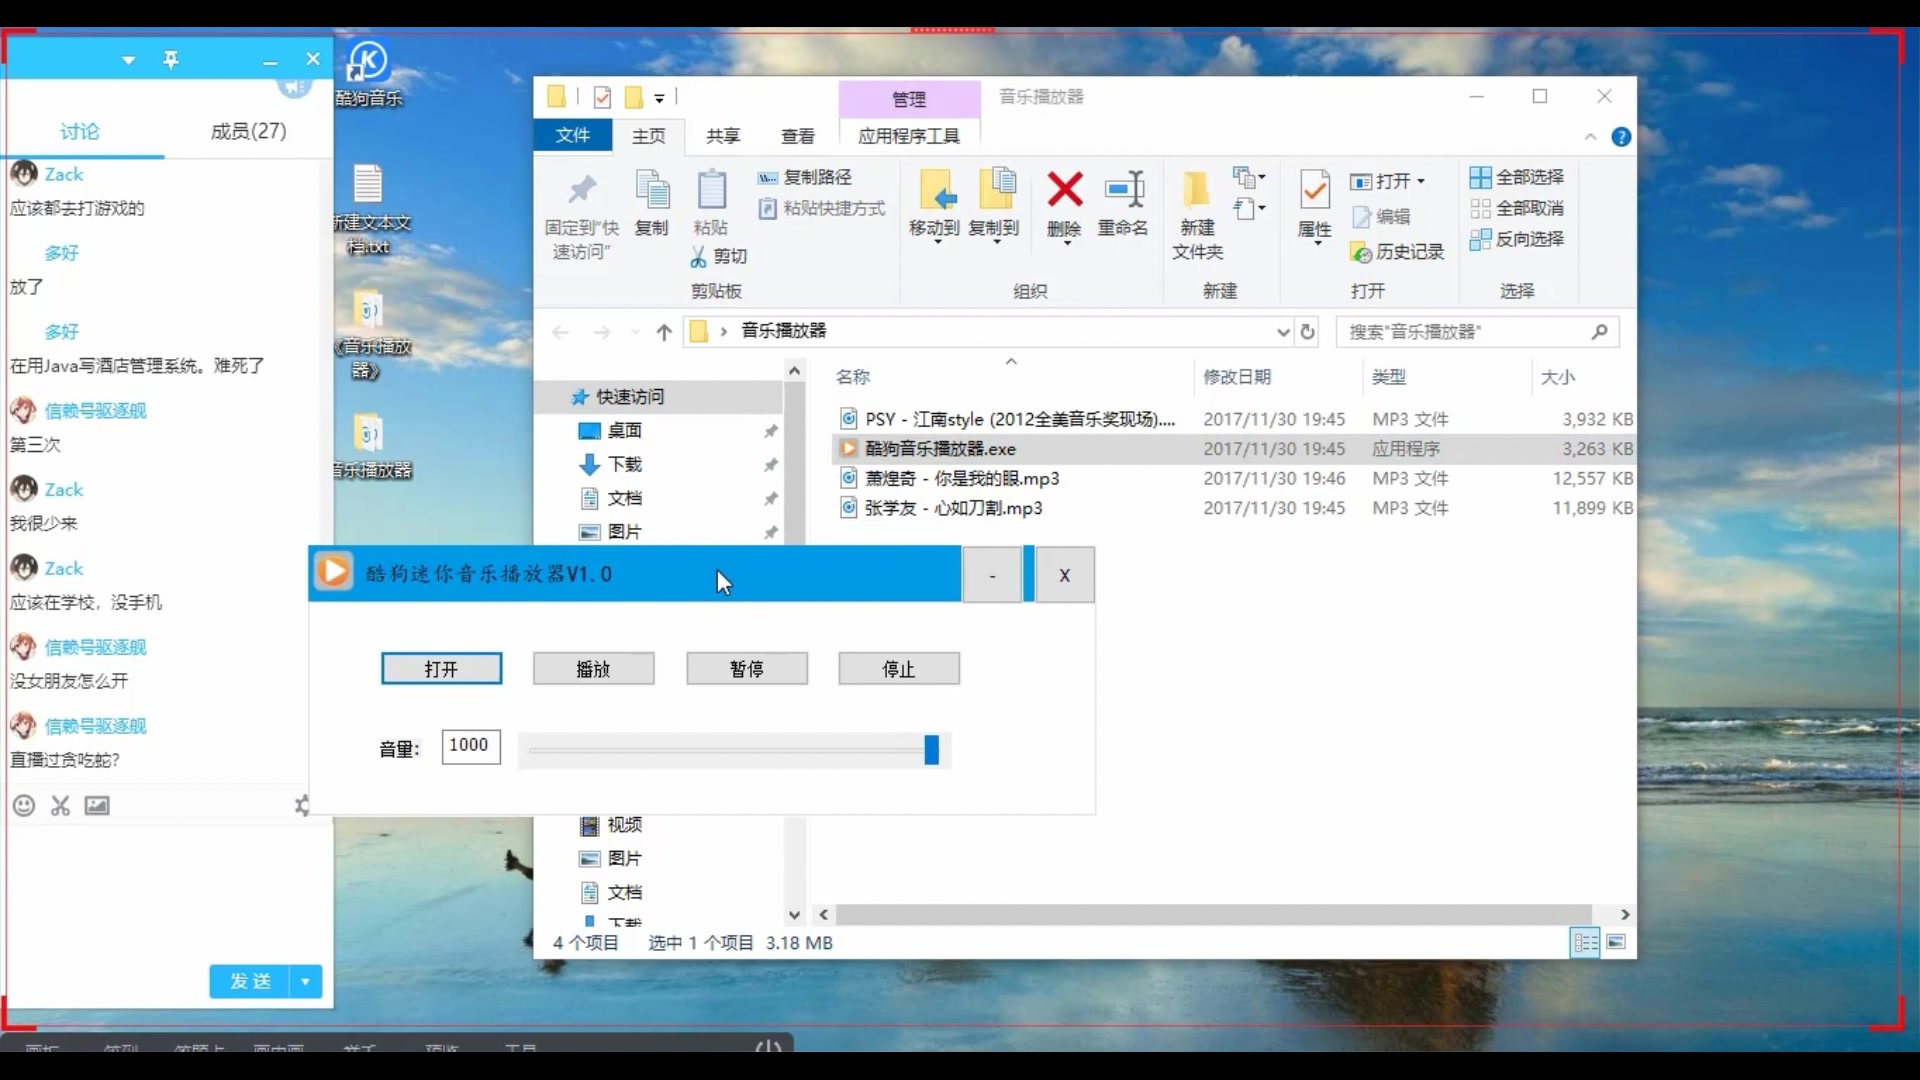 讨论
成员(27)
Zack
应该都去打游戏的
多好
放了
多好
在用Java写酒店管理系统。难死了
信赖号驱逐舰
第三次
Zack
我很少来
Zack
应该在学校，没手机
信赖号驱逐舰
没女朋友怎么开
信赖号驱逐舰
直播过贪吃蛇?
发送
酷狗音乐
新建文本文
档.txt
《音乐播放
器》
音乐播放器
管理
音乐播放器
文件
主页
共享
查看
应用程序工具
固定到"快
速访问"
复制
粘贴
复制路径
粘贴快捷方式
剪切
剪贴板
移动到
复制到
删除
重命名
组织
新建
文件夹
新建
属性
打开
编辑
历史记录
打开
全部选择
全部取消
反向选择
选择
音乐播放器
搜索"音乐播放器"
快速访问
桌面
下载
文档
图片
名称
修改日期
类型
大小
PSY - 江南style (2012全美音乐奖现场)....
2017/11/30 19:45
MP3 文件
3,932 KB
酷狗音乐播放器.exe
2017/11/30 19:45
应用程序
3,263 KB
萧煌奇 - 你是我的眼.mp3
2017/11/30 19:46
MP3 文件
12,557 KB
张学友 - 心如刀割.mp3
2017/11/30 19:45
MP3 文件
11,899 KB
酷狗迷你音乐播放器V1.0
-
X
打开
播放
暂停
停止
音量:
1000
视频
图片
文档
下载
4 个项目
选中 1 个项目 3.18 MB